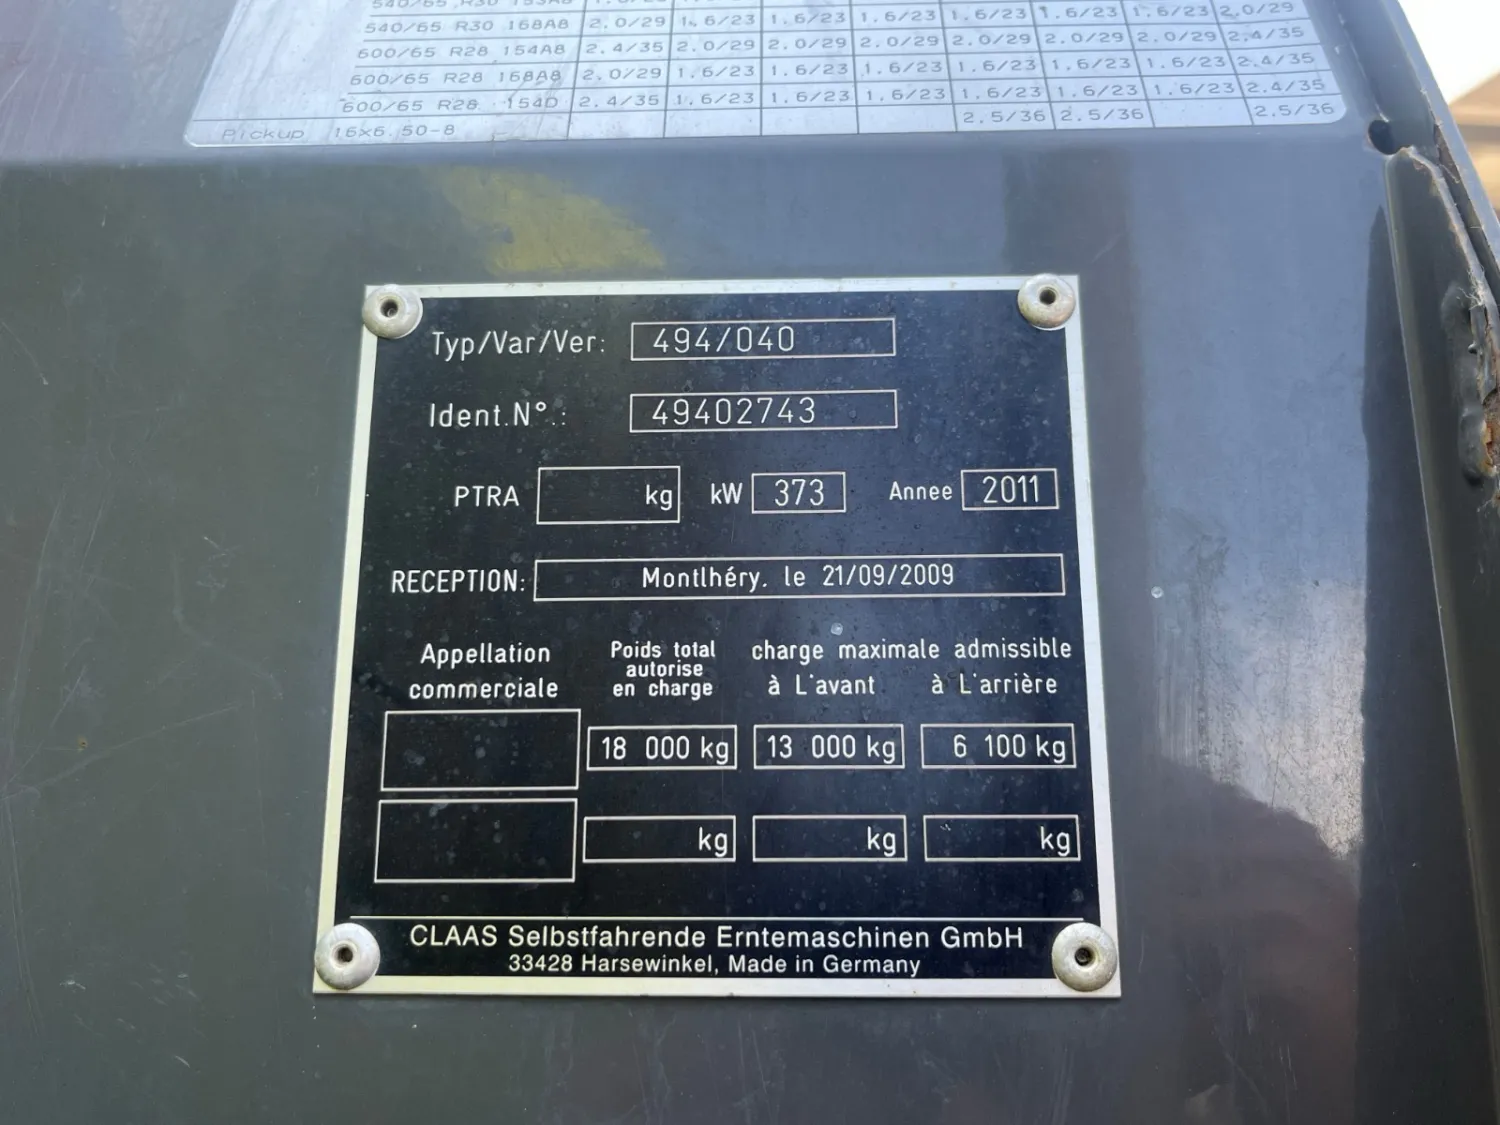 540/65 R30 153A8
540/65 R30 168A8 2.0/29 1.6/23 1.6/23 1.6/23 1.6/23 1.6/23 1.6/23 2.0/29
600/65 R28 154A8 2.4/35 2.0/29 2.0/29 2.0/29 2.0/29 2.0/29 2.0/29 2.4/35
600/65 R28 168A8 2.0/29 1.6/23 1.6/23 1.6/23 1.6/23 1.6/23 1.6/23 2.4/35
600/65 R28 154D 2.4/35 1.6/23 1.6/23 1.6/23 1.6/23 1.6/23 1.6/23 2.4/35
Pickup 16x6.50-8 2.5/36 2.5/36 2.5/36
Typ/Var/Ver: 494/040
Ident.N° .: 49402743
PTRA kg kW 373 Annee 2011
RECEPTION: Montlhéry. le 21/09/2009
Appellation commerciale
Poids total autorise en charge
charge maximale admissible
à L'avant à L'arrière
18 000 kg 13 000 kg 6 100 kg
kg kg kg
CLAAS Selbstfahrende Erntemaschinen GmbH
33428 Harsewinkel, Made in Germany